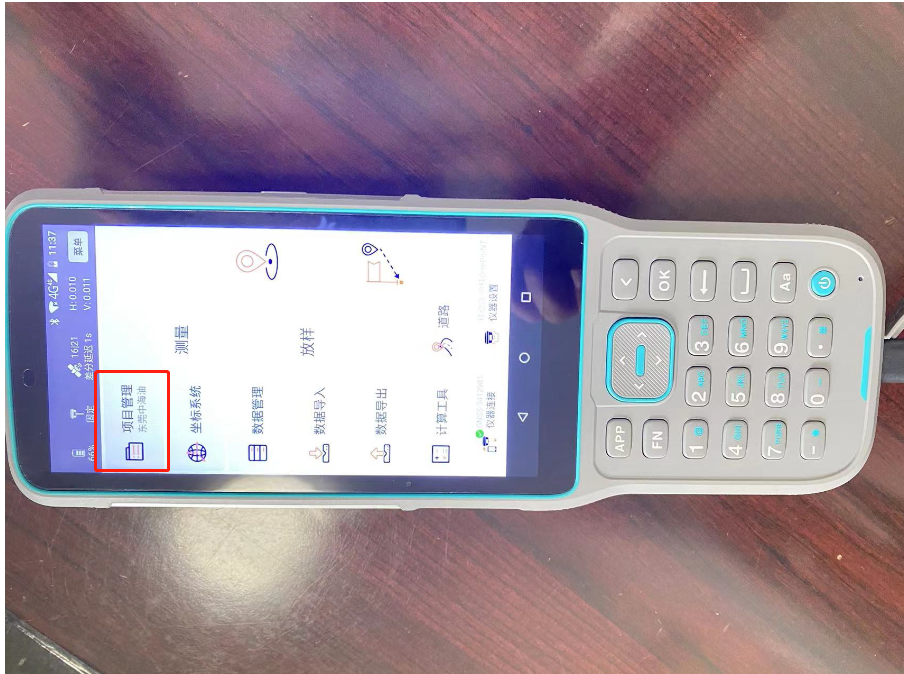 66%
固定
16|21
差分延迟 1s
4G
11:37
H:0.010
V:0.011
菜单
项目管理
东莞中海油
坐标系统
数据管理
数据导入
数据导出
计算工具
测量
放样
道路
仪器连接
仪器设置
APP
FN
OK
Aa
1
2
3
4
5
6
7
8
9
0